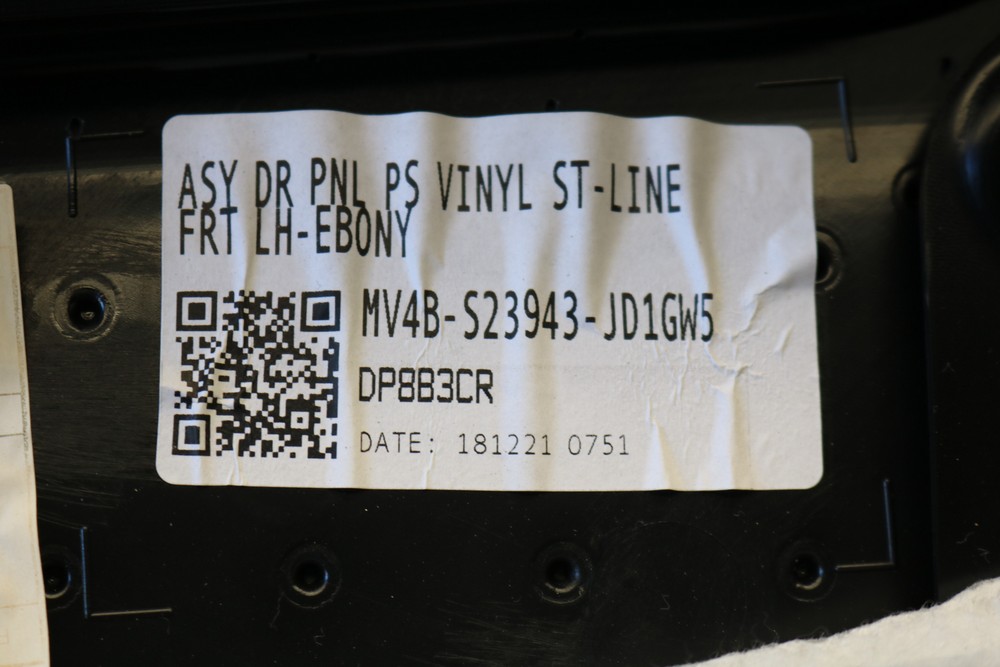 ASY DR PNL PS VINYL ST-LINE
FRT LH-EBONY
MV4B-S23943-JD1GW5
DP8B3CR
DATE: 181221 0751